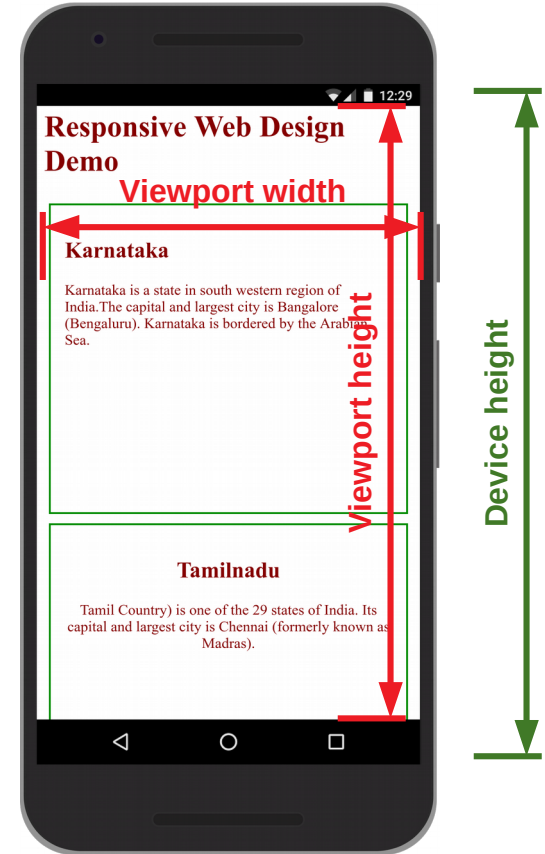 12:29
Responsive Web Design
Demo
Viewport width
Karnataka
Karnataka is a state in south western region of
India.The capital and largest city is Bangalore
(Bengaluru). Karnataka is bordered by the Arabian
Sea.
Viewport height
Device height
Tamilnadu
Tamil Country) is one of the 29 states of India. Its
capital and largest city is Chennai (formerly known as
Madras).